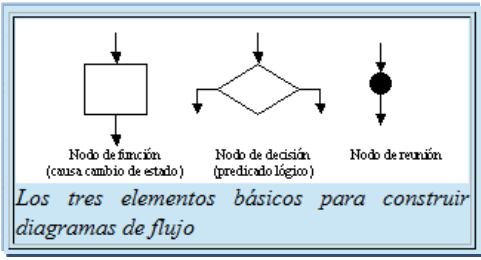 Nodo de función
(causa cambio de estado)
Nodo de decisión
(predicado lógico)
Nodo de reunión
Los tres elementos básicos para construir
diagramas de flujo